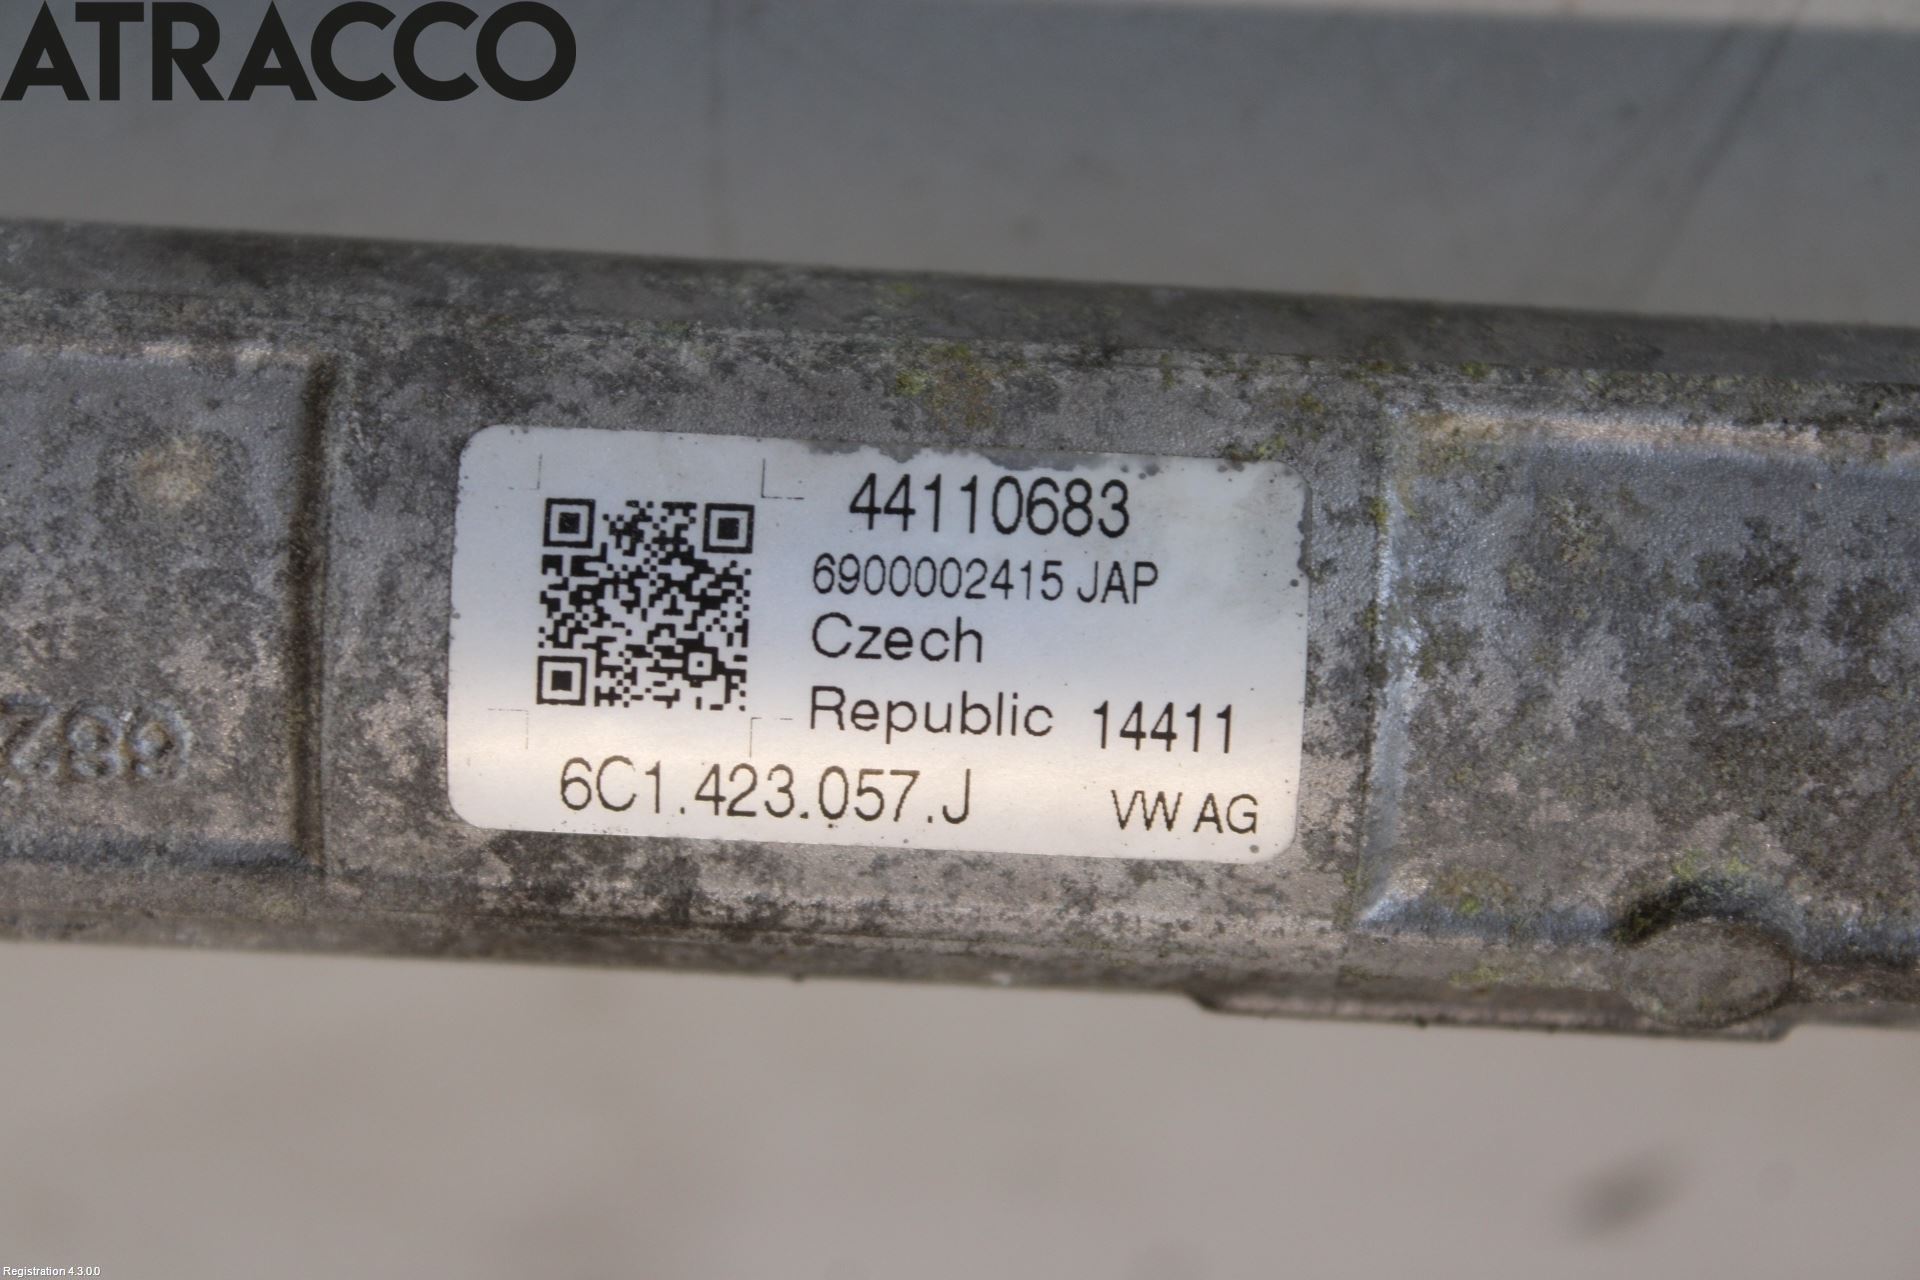 ATRACCO
44110683
6900002415 JAP
Czech
Republic 14411
6C1.423.057.J VW AG
Registration 4.3.0.0